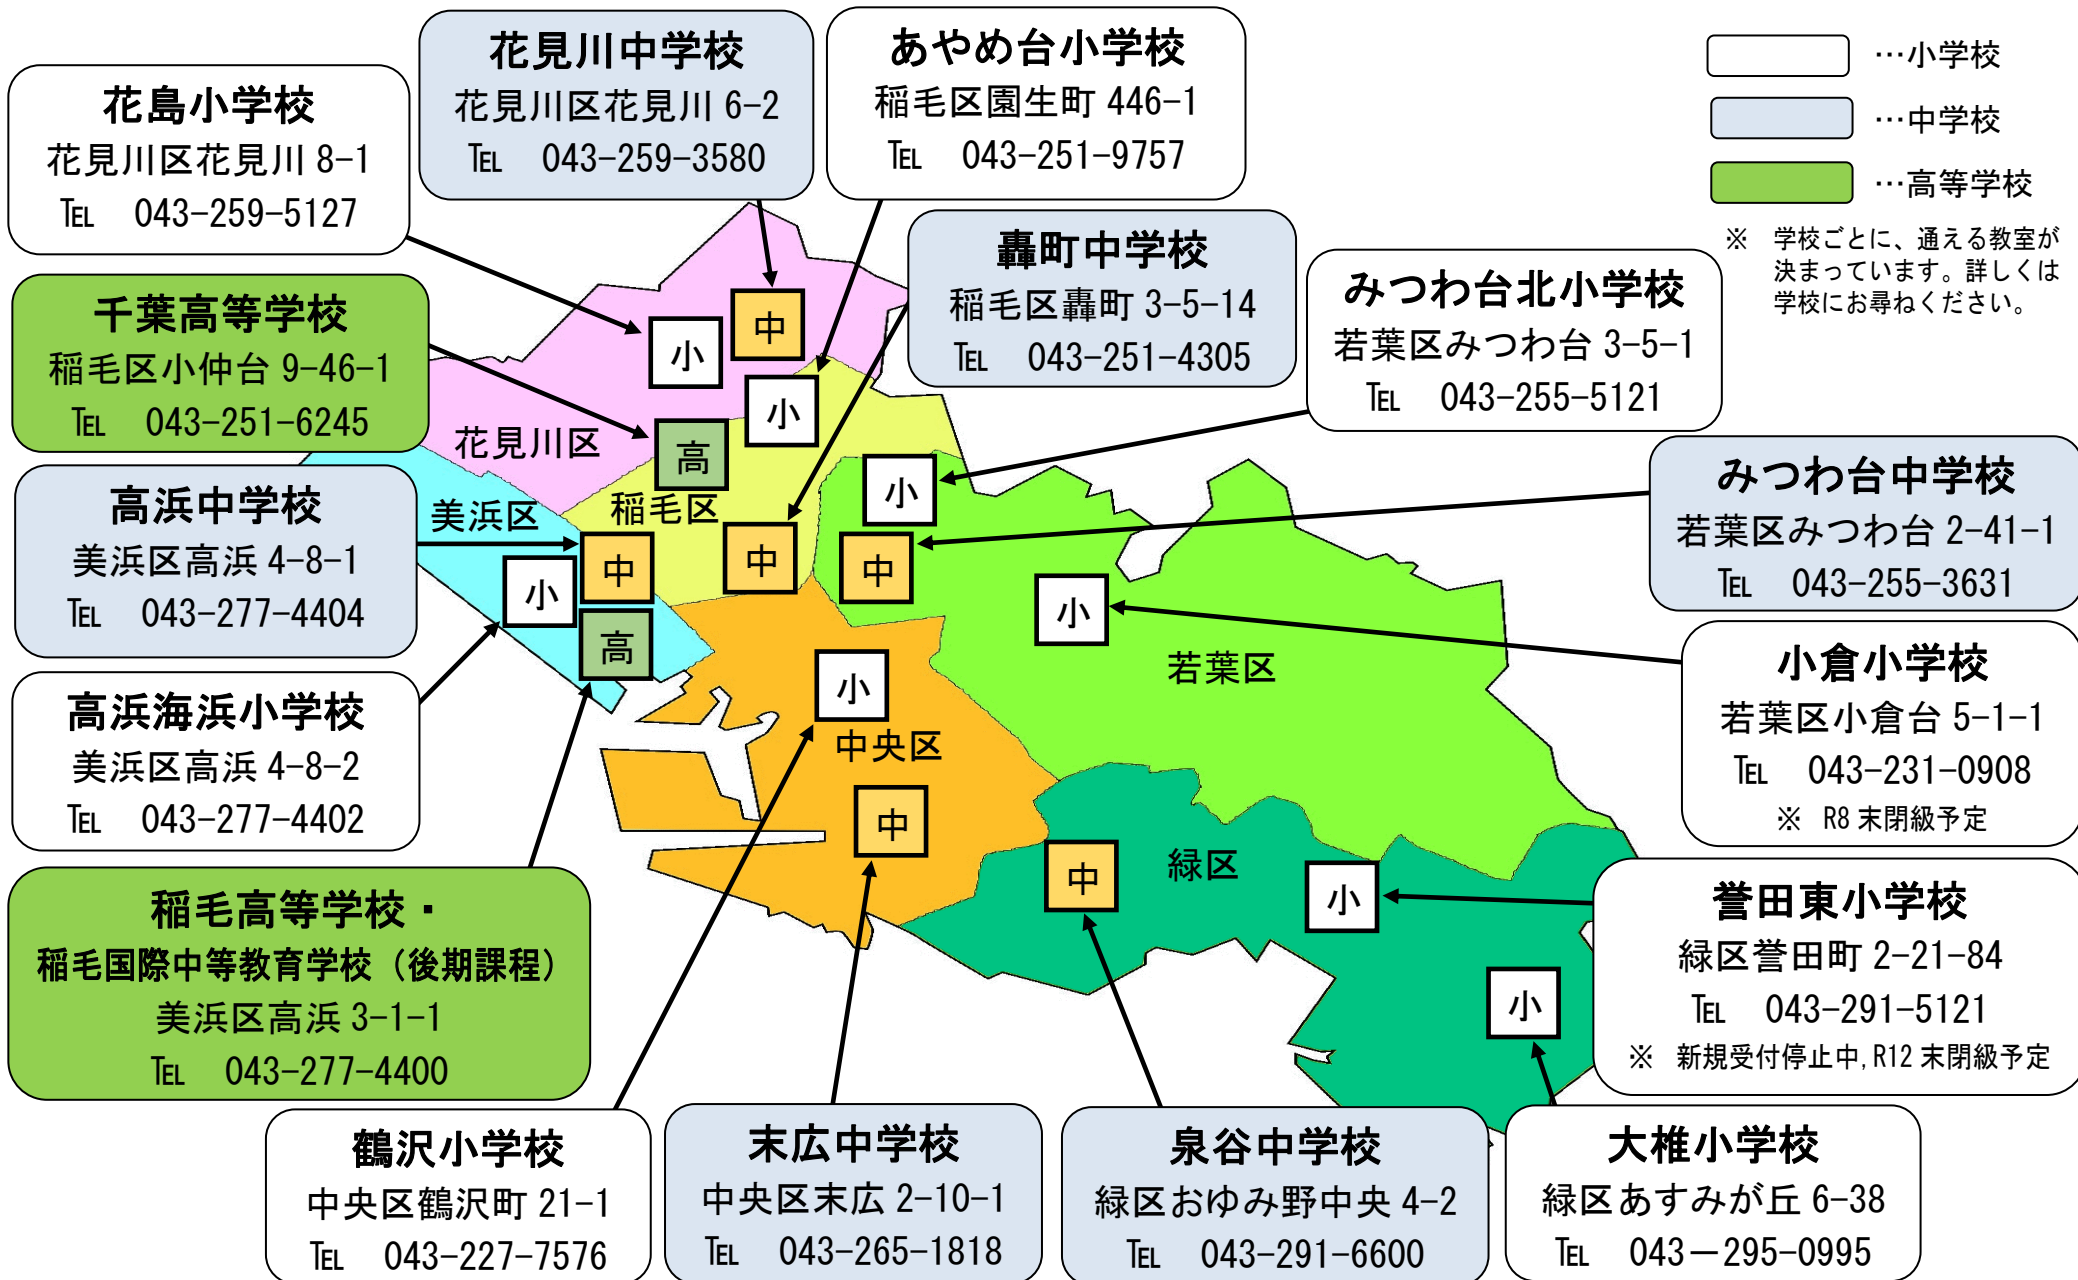 花見川中学校
花見川区花見川 6-2
℡ 043-259-3580
あやめ台小学校
稲毛区園生町 446-1
℡ 043-251-9757
…小学校
…中学校
…高等学校
※ 学校ごとに、通える教室が
決まっています。詳しくは
学校にお尋ねください。
花島小学校
花見川区花見川 8-1
℡ 043-259-5127
轟町中学校
稲毛区轟町 3-5-14
℡ 043-251-4305
みつわ台北小学校
若葉区みつわ台 3-5-1
℡ 043-255-5121
千葉高等学校
稲毛区小仲台 9-46-1
℡ 043-251-6245
みつわ台中学校
若葉区みつわ台 2-41-1
℡ 043-255-3631
高浜中学校
美浜区高浜 4-8-1
℡ 043-277-4404
小倉小学校
若葉区小倉台 5-1-1
℡ 043-231-0908
※ R8 末閉級予定
高浜海浜小学校
美浜区高浜 4-8-2
℡ 043-277-4402
稲毛高等学校・
稲毛国際中等教育学校（後期課程）
美浜区高浜 3-1-1
℡ 043-277-4400
誉田東小学校
緑区誉田町 2-21-84
℡ 043-291-5121
※ 新規受付停止中, R12 末閉級予定
鶴沢小学校
中央区鶴沢町 21-1
℡ 043-227-7576
末広中学校
中央区末広 2-10-1
℡ 043-265-1818
泉谷中学校
緑区おゆみ野中央 4-2
℡ 043-291-6600
大椎小学校
緑区あすみが丘 6-38
℡ 043－295-0995
中
小
小
高
花見川区
小
美浜区
稲毛区
中
中
中
小
小
高
若葉区
小
中央区
中
中
緑区
小
小